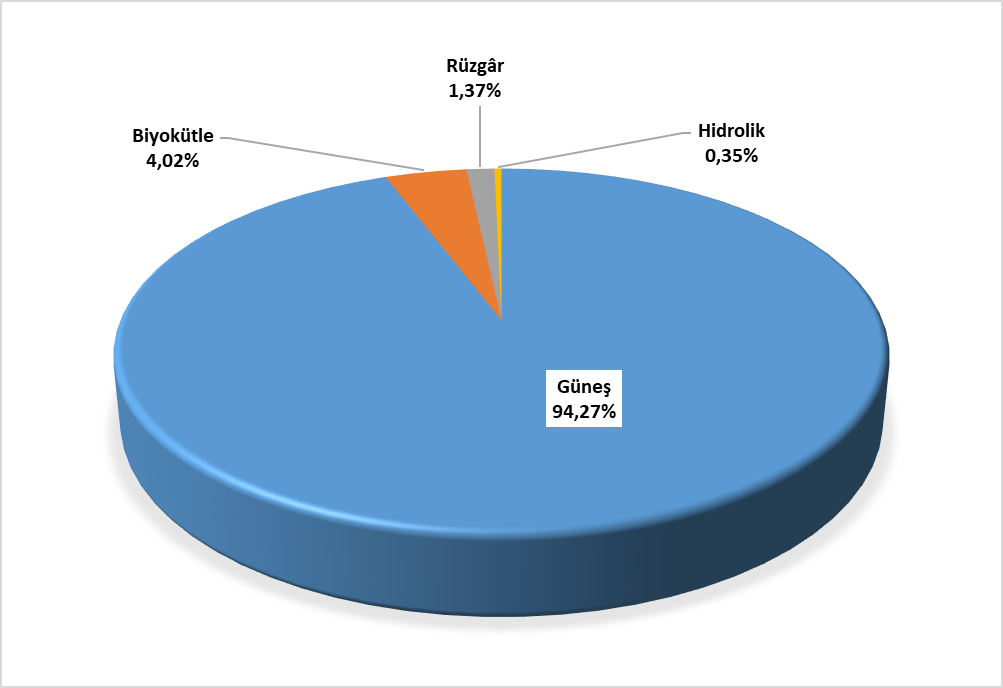 Rüzgâr
1,37%
Biyokütle
4,02%
Hidrolik
0,35%
Güneş
94,27%